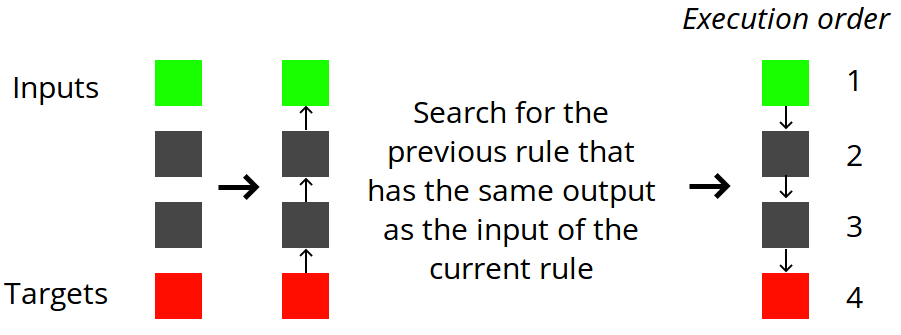 Execution order
Inputs
1
Search for the
previous rule that
has the same output
as the input of the
current rule
2
3
Targets
4